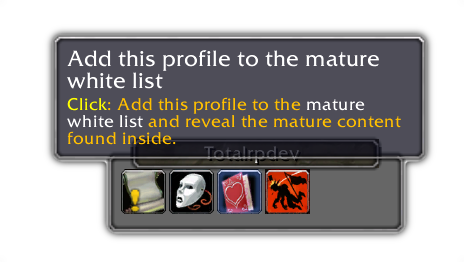 Add this profile to the mature
white list
Click: Add this profile to the mature
white list and reveal the mature content
found inside.
Totalrpdev